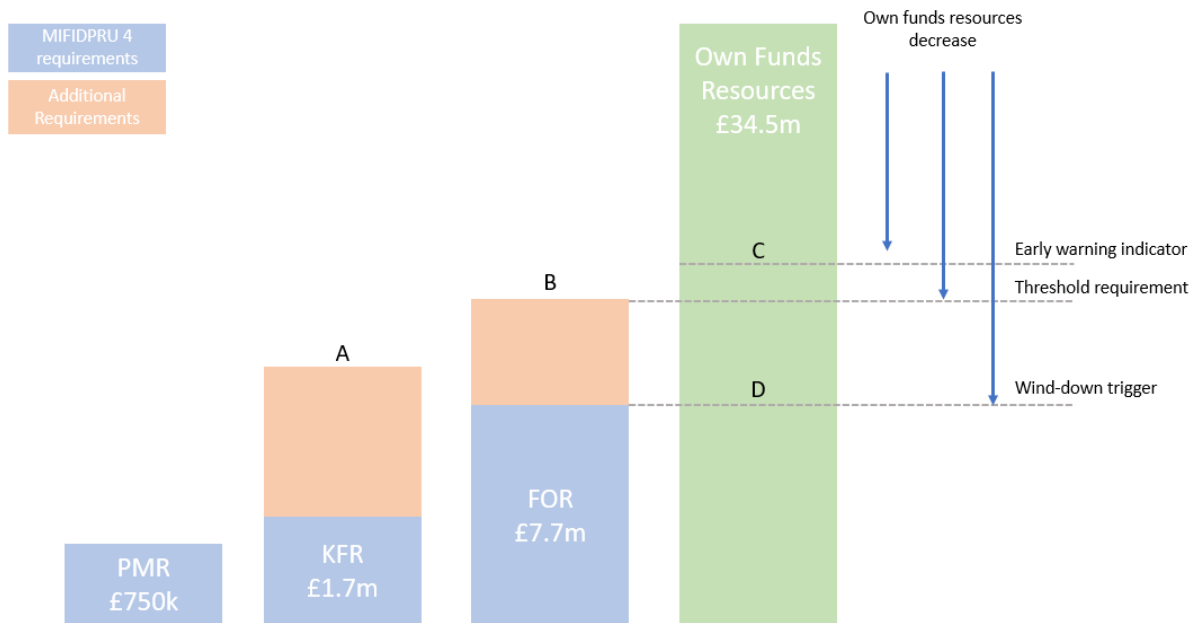 MIFIDPRU 4
requirements
Additional
Requirements
Own Funds
Resources
£34.5m
Own funds resources
decrease
C
Early warning indicator
B
Threshold requirement
A
D
Wind-down trigger
FOR
£7.7m
KFR
£1.7m
PMR
£750k